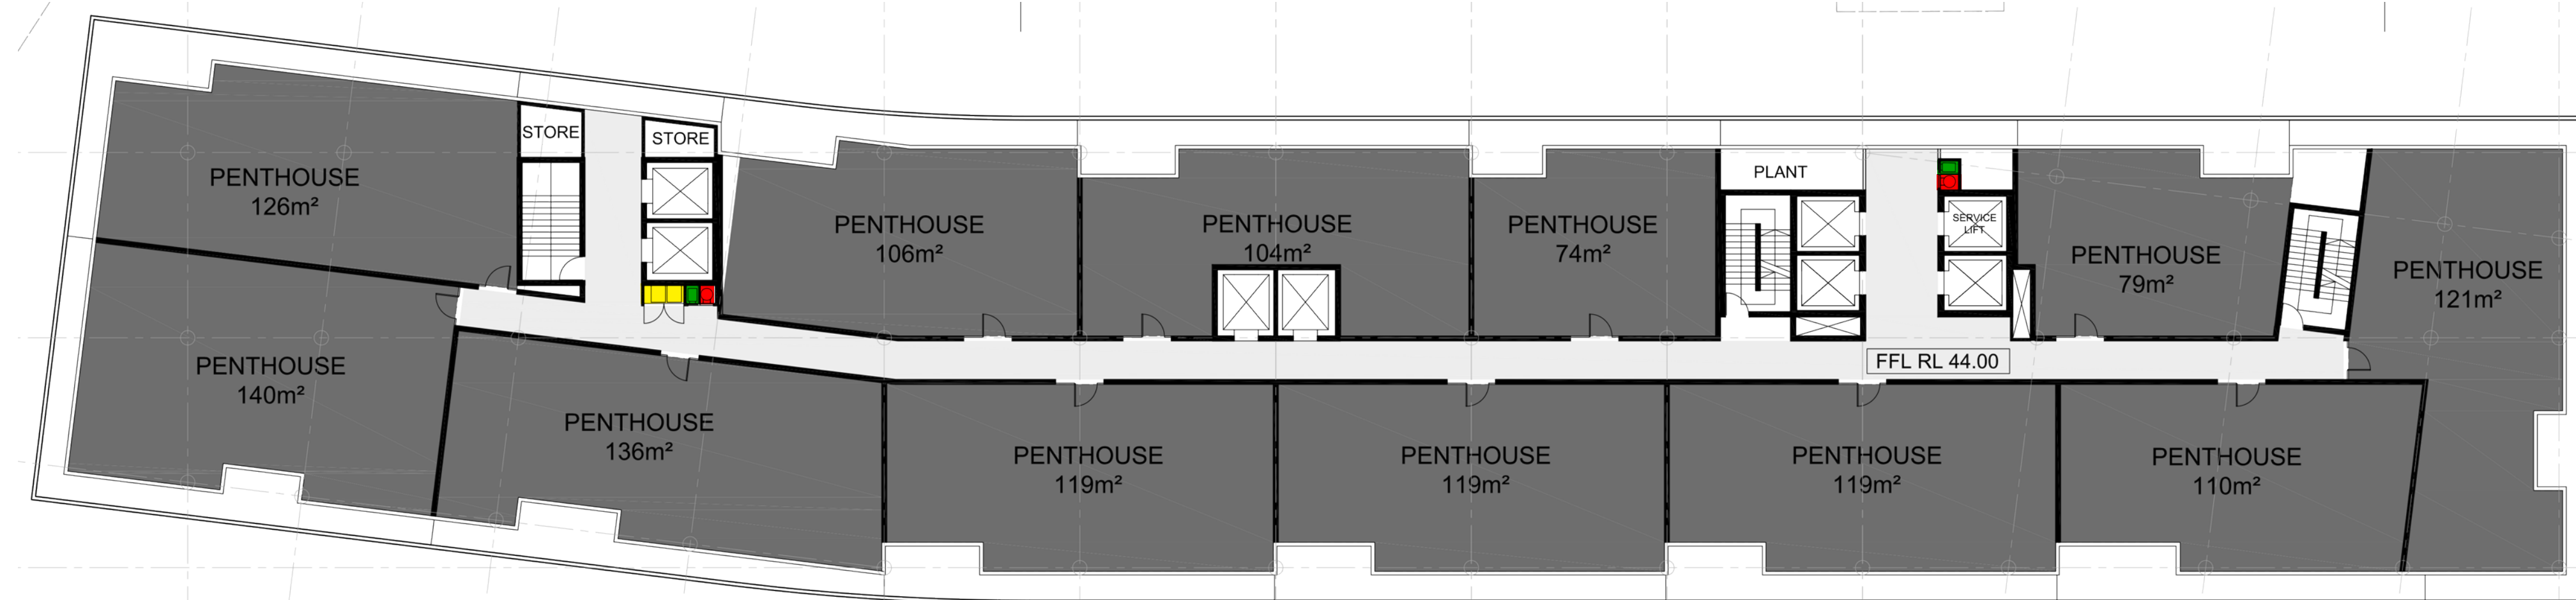 STORE
STORE
PENTHOUSE
126m²
PENTHOUSE
106m²
PENTHOUSE
104m²
PENTHOUSE
74m²
PLANT
SERVICE
LIFT
PENTHOUSE
79m²
PENTHOUSE
121m²
FFL RL 44.00
PENTHOUSE
140m²
PENTHOUSE
136m²
PENTHOUSE
119m²
PENTHOUSE
119m²
PENTHOUSE
119m²
PENTHOUSE
110m²